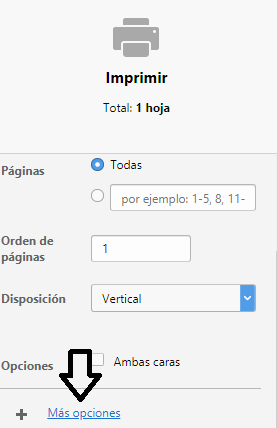 Imprimir
Total: 1 hoja
Páginas
Todas
por ejemplo: 1-5, 8, 11-
Orden de
páginas
1
Disposición
Vertical
Opciones
Ambas caras
+ Más opciones